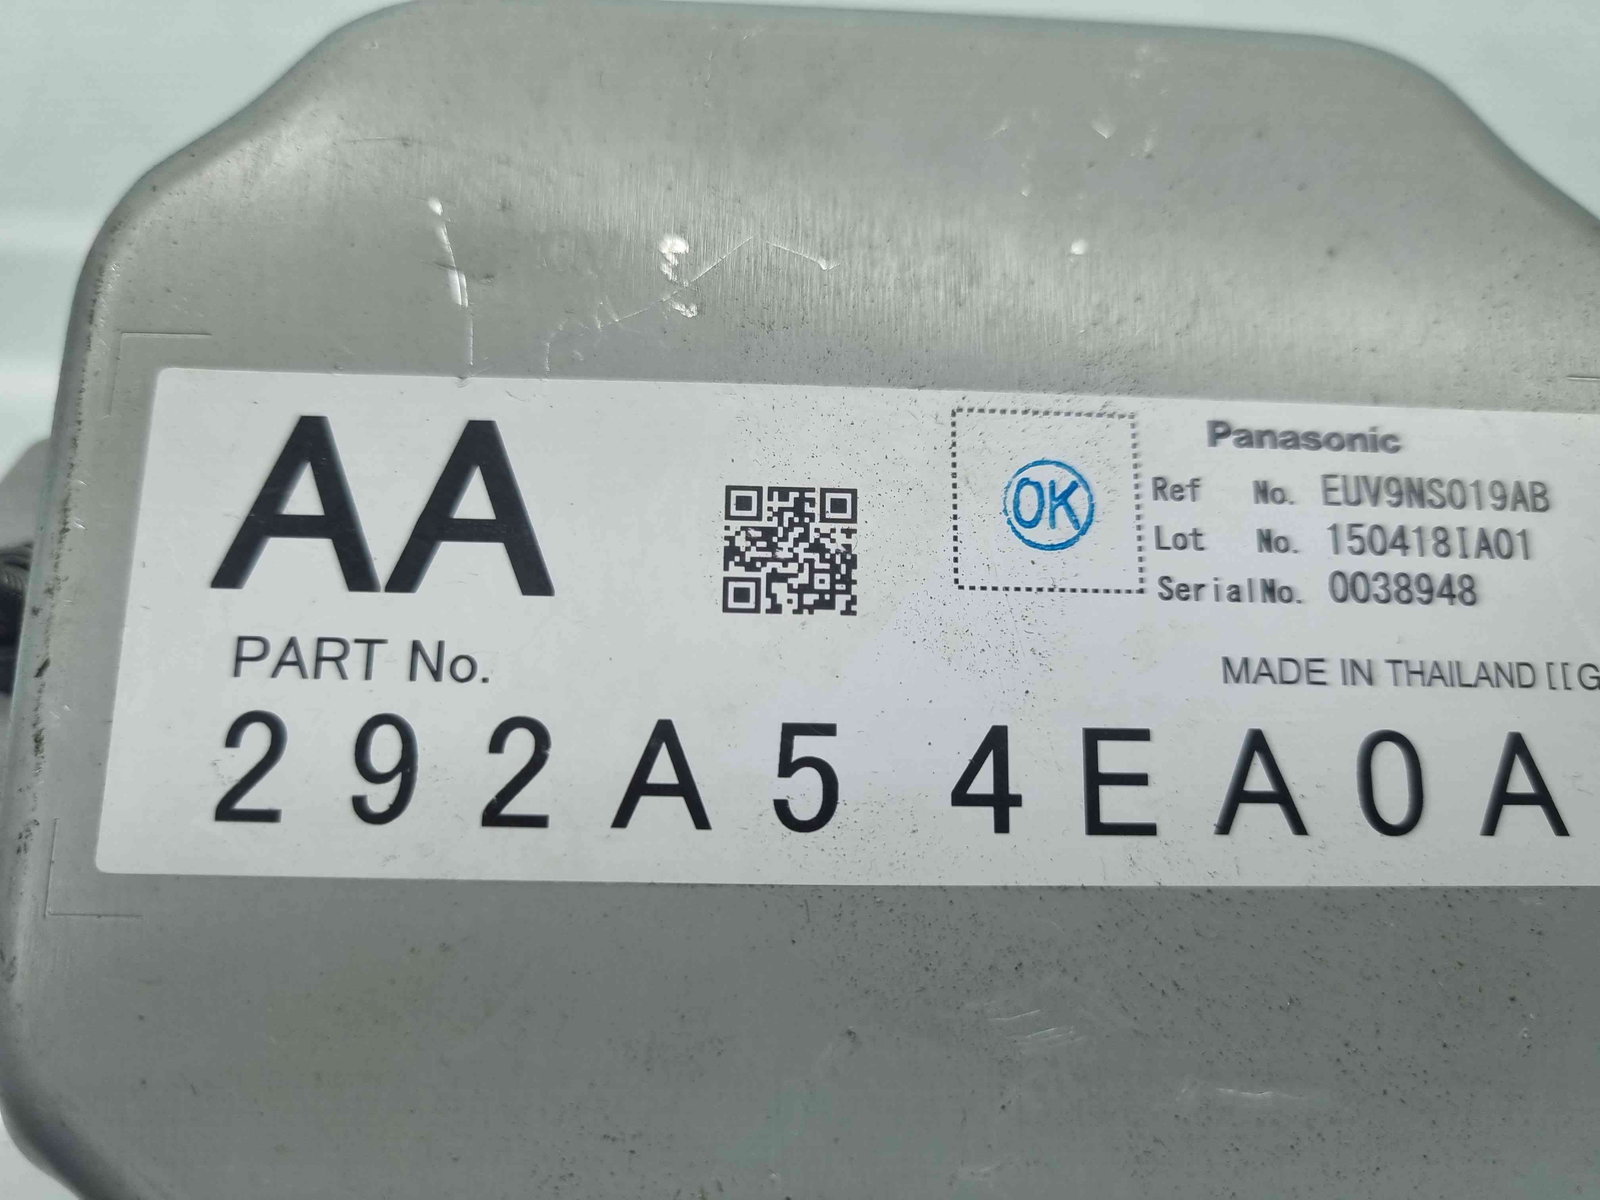 AA
OK
Panasonic
Ref No. EUV9NS019AB
Lot No. 150418IA01
SerialNo. 0038948
PART No.
MADE IN THAILAND [[G
292A5 4EA0A